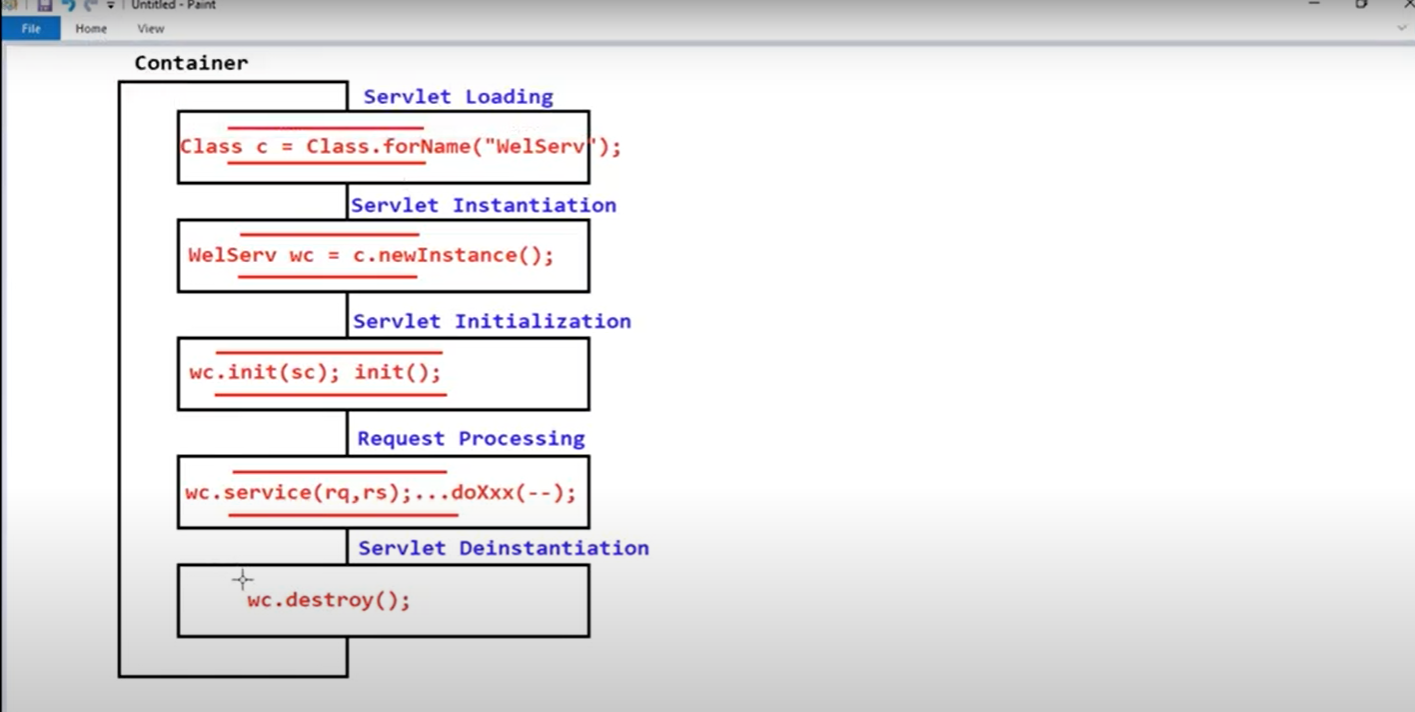 Untitled - Paint
File Home View
Container
Servlet Loading
Class c = Class.forName("WelServ");
Servlet Instantiation
WelServ wc = c.newInstance();
Servlet Initialization
wc.init(sc); init();
Request Processing
wc.service(rq,rs);...doXxx(--);
Servlet Deinstantiation
wc.destroy();